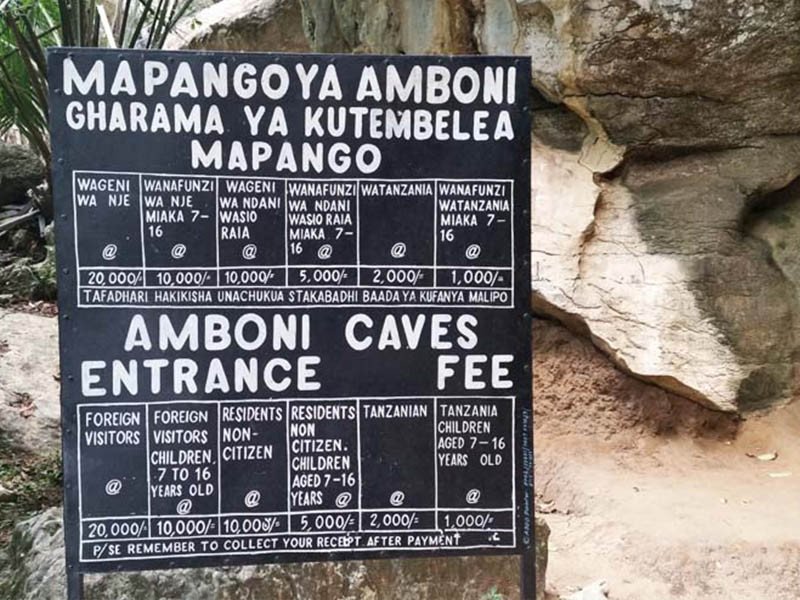 MAPANGO YA AMBONI
GHARAMA YA KUTEMBELEA
MAPANGO
WAGENI WA NJE @ 20,000/=
WANAFUNZI WA NJE MIAKA 7-16 @ 10,000/=
WAGENI WA NDANI WASIO RAIA @ 10,000/=
WANAFUNZI WA NDANI WASIO RAIA MIAKA 7-16 @ 5,000/=
WATANZANIA @ 2,000/=
WANAFUNZI WATANZANIA MIAKA 7-16 @ 1,000/=
TAFADHARI HAKIKISHA UNACHUKUA STAKABADHI BAADA YA KUFANYA MALIPO
AMBONI CAVES
ENTRANCE FEE
FOREIGN VISITORS @ 20,000/=
FOREIGN VISITORS CHILDREN, 7 TO 16 YEARS OLD @ 10,000/=
RESIDENTS NON-CITIZEN @ 10,000/=
RESIDENTS NON CITIZEN. CHILDREN AGED 7-16 YEARS @ 5,000/=
TANZANIAN @ 2,000/=
TANZANIA CHILDREN AGED 7-16 YEARS OLD @ 1,000/=
P/SE REMEMBER TO COLLECT YOUR RECEIPT AFTER PAYMENT